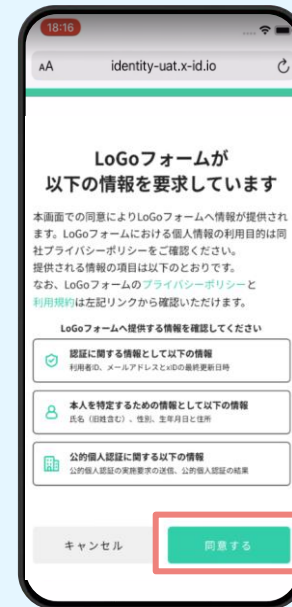 18:16
AA identity-uat.x-id.io
LoGoフォームが
以下の情報を要求しています
本画面での同意によりLoGoフォームへ情報が提供され
ます。LoGoフォームにおける個人情報の利用目的は同
社プライバシーポリシーをご確認ください。
提供される情報の項目は以下のとおりです。
なお、LoGoフォームのプライバシーポリシーと
利用規約は左記リンクから確認いただけます。
LoGoフォームへ提供する情報を確認してください
認証に関する情報として以下の情報
利用者ID、メールアドレスとxIDの最終更新日時
本人を特定するための情報として以下の情報
氏名（旧姓含む）、性別、生年月日と住所
公的個人認証に関する以下の情報
公的個人認証の実施要求の送信、公的個人認証の結果
キャンセル 同意する